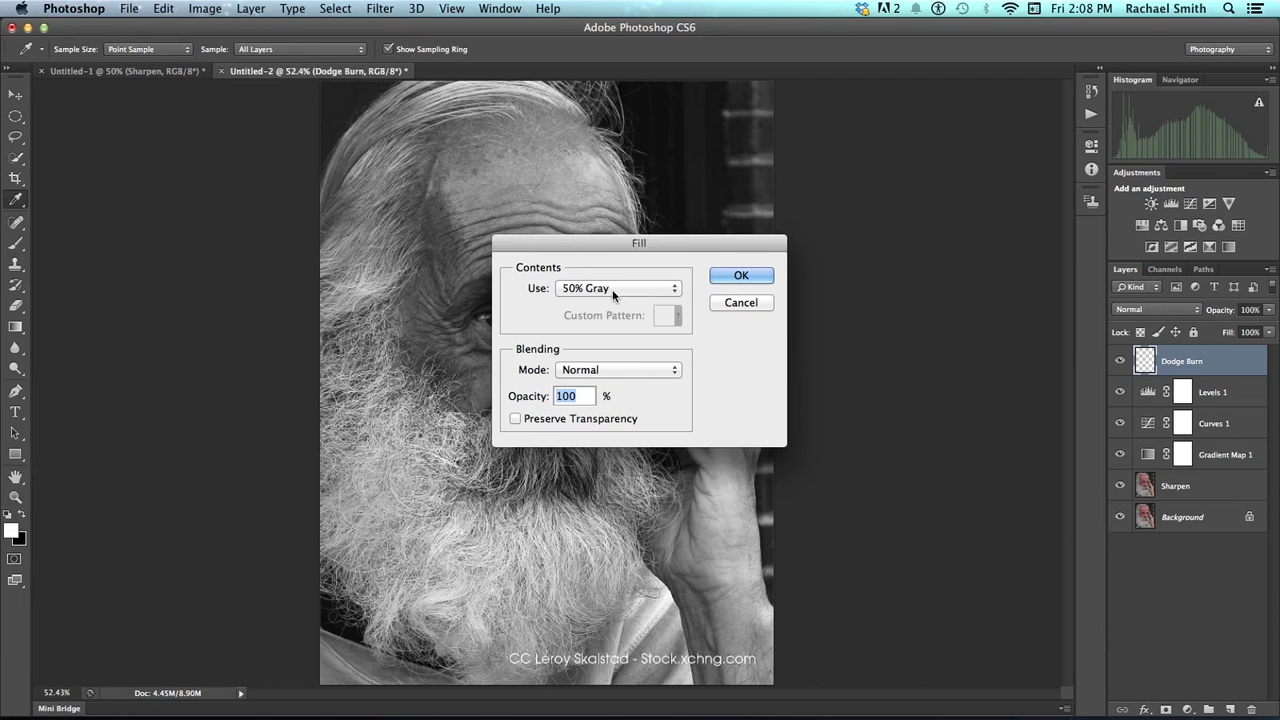 Photoshop File Edit Image Layer Type Select Filter 3D View Window Help 2 Fri 2:08 PM Rachael Smith
Adobe Photoshop CS6
Sample Size: Point Sample Sample: All Layers Show Sampling Ring Photography
Untitled-1 @ 50% (Sharpen, RGB/8*) * Untitled-2 @ 52.4% (Dodge Burn, RGB/8*) *
Histogram Navigator
Adjustments
Add an adjustment
Fill
Contents
Use: 50% Gray
Custom Pattern:
OK
Cancel
Blending
Mode: Normal
Opacity: 100 %
Preserve Transparency
Layers Channels Paths
Kind
Normal Opacity: 100%
Lock: Fill: 100%
Dodge Burn
Levels 1
Curves 1
Gradient Map 1
Sharpen
Background
CC Leroy Skalstad - Stock.xchng.com
52.43% Doc: 4.45M/8.90M
Mini Bridge